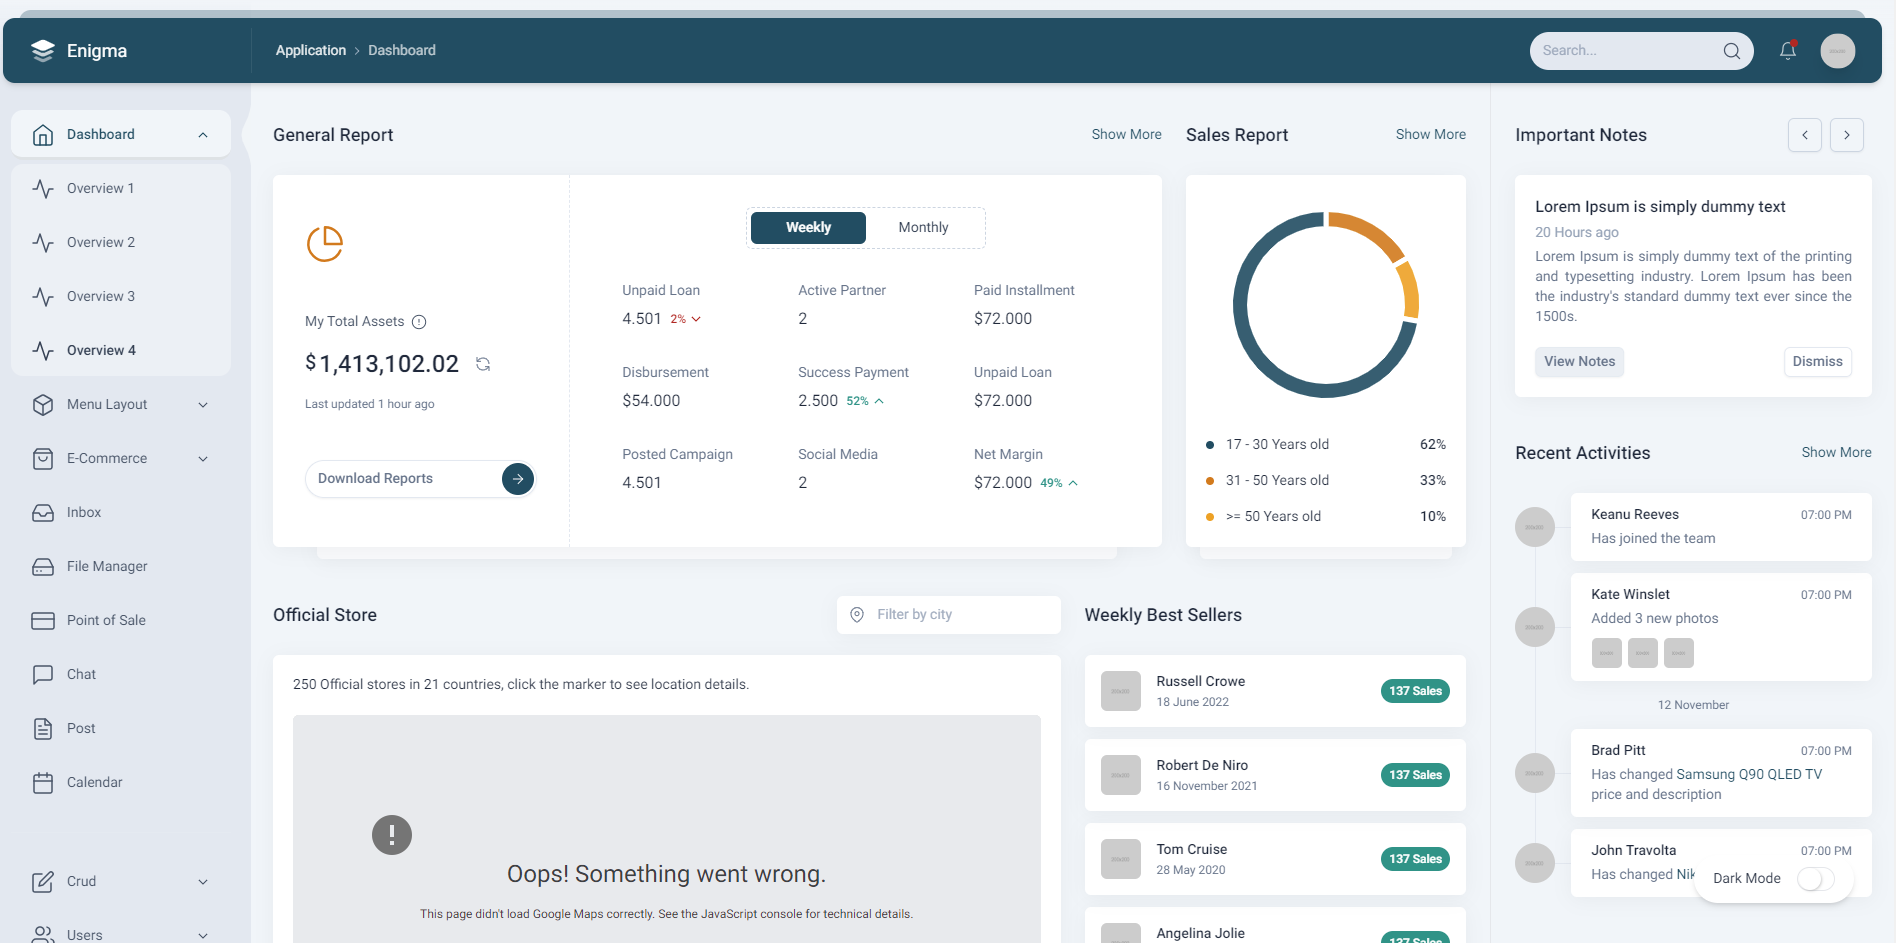 Enigma
Application > Dashboard
Search...
Dashboard
Overview 1
Overview 2
Overview 3
Overview 4
Menu Layout
E-Commerce
Inbox
File Manager
Point of Sale
Chat
Post
Calendar
Crud
Users
General Report
Show More
My Total Assets
$1,413,102.02
Last updated 1 hour ago
Download Reports
Weekly
Monthly
Unpaid Loan
4.501 2%
Active Partner
2
Paid Installment
$72.000
Disbursement
$54.000
Success Payment
2.500 52%
Unpaid Loan
$72.000
Posted Campaign
4.501
Social Media
2
Net Margin
$72.000 49%
Sales Report
Show More
17 - 30 Years old 62%
31 - 50 Years old 33%
>= 50 Years old 10%
Official Store
Filter by city
250 Official stores in 21 countries, click the marker to see location details.
!
Oops! Something went wrong.
This page didn't load Google Maps correctly. See the JavaScript console for technical details.
Weekly Best Sellers
Russell Crowe
18 June 2022
137 Sales
Robert De Niro
16 November 2021
137 Sales
Tom Cruise
28 May 2020
137 Sales
Angelina Jolie
137 Sales
Important Notes
Lorem Ipsum is simply dummy text
20 Hours ago
Lorem Ipsum is simply dummy text of the printing
and typesetting industry. Lorem Ipsum has been
the industry's standard dummy text ever since the
1500s.
View Notes
Dismiss
Recent Activities
Show More
Keanu Reeves 07:00 PM
Has joined the team
Kate Winslet 07:00 PM
Added 3 new photos
12 November
Brad Pitt 07:00 PM
Has changed Samsung Q90 QLED TV
price and description
John Travolta 07:00 PM
Has changed Nik
Dark Mode